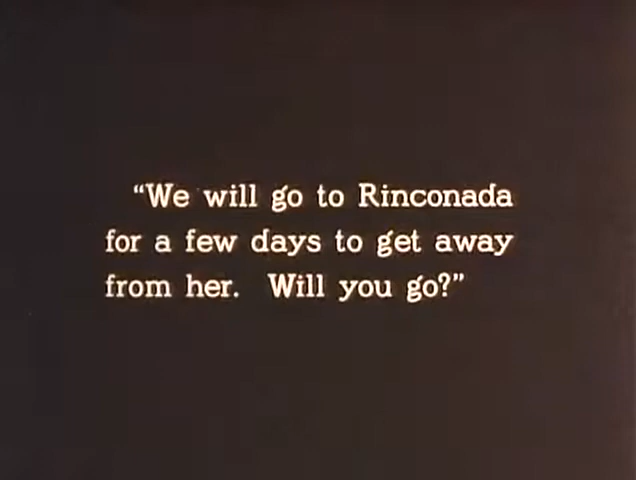 “We will go to Rinconada
for a few days to get away
from her. Will you go?”